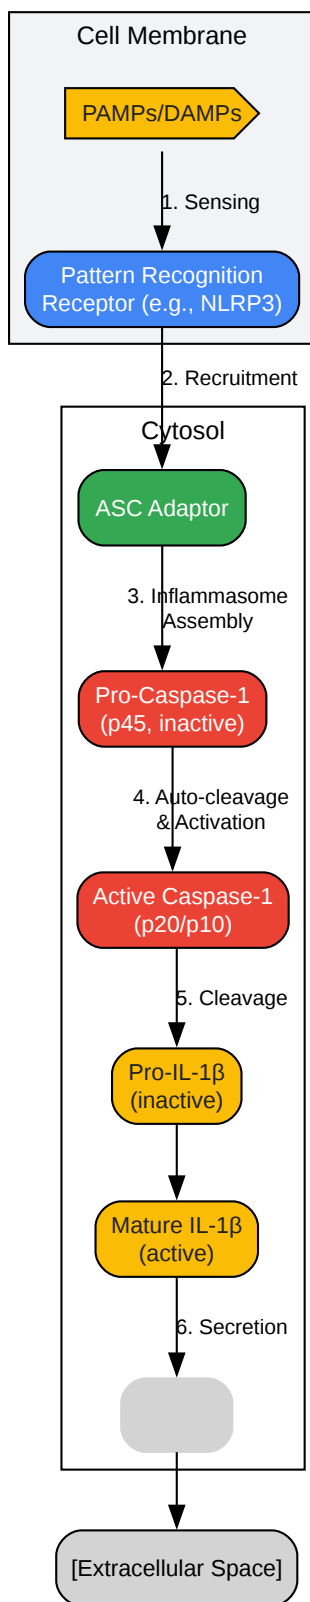 Cell Membrane
PAMPs/DAMPs
1. Sensing
Pattern Recognition
Receptor (e.g., NLRP3)
2. Recruitment
Cytosol
ASC Adaptor
3. Inflammasome
Assembly
Pro-Caspase-1
(p45, inactive)
4. Auto-cleavage
& Activation
Active Caspase-1
(p20/p10)
5. Cleavage
Pro-IL-1β
(inactive)
Mature IL-1β
(active)
6. Secretion
[Extracellular Space]